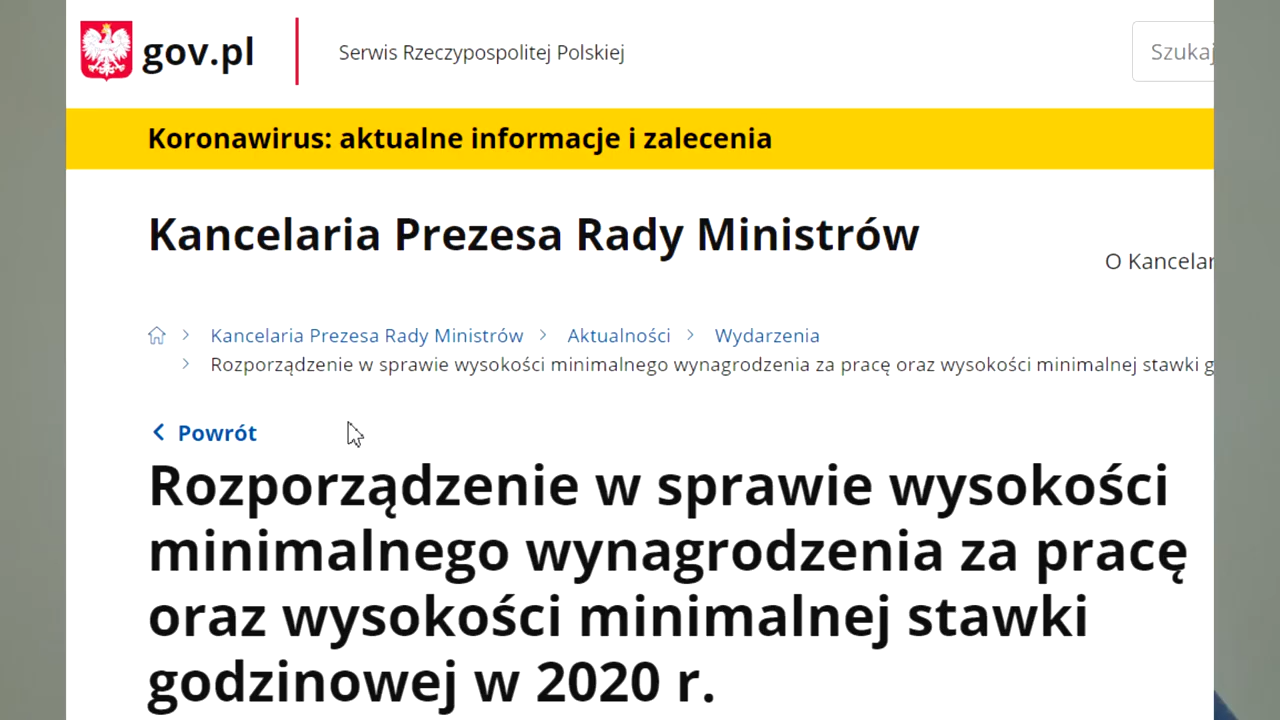 gov.pl
Serwis Rzeczypospolitej Polskiej
Szukaj
Koronawirus: aktualne informacje i zalecenia
Kancelaria Prezesa Rady Ministrów
O Kancelar
Kancelaria Prezesa Rady Ministrów > Aktualności > Wydarzenia
> Rozporządzenie w sprawie wysokości minimalnego wynagrodzenia za pracę oraz wysokości minimalnej stawki g
Powrót
Rozporządzenie w sprawie wysokości
minimalnego wynagrodzenia za pracę
oraz wysokości minimalnej stawki
godzinowej w 2020 r.